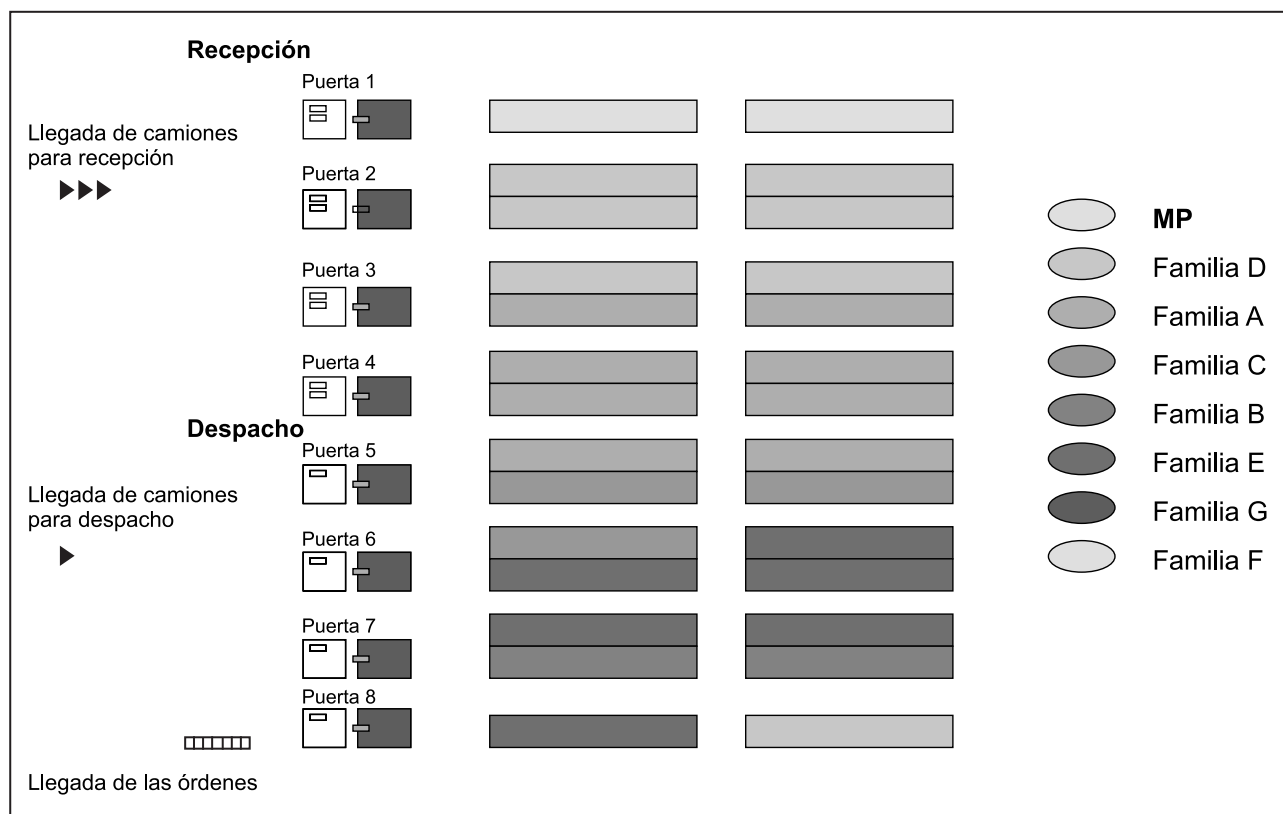 Recepción
Puerta 1
Llegada de camiones
para recepción
Puerta 2
Puerta 3
Puerta 4
Despacho
Puerta 5
Llegada de camiones
para despacho
Puerta 6
Puerta 7
Puerta 8
Llegada de las órdenes
MP
Familia D
Familia A
Familia C
Familia B
Familia E
Familia G
Familia F